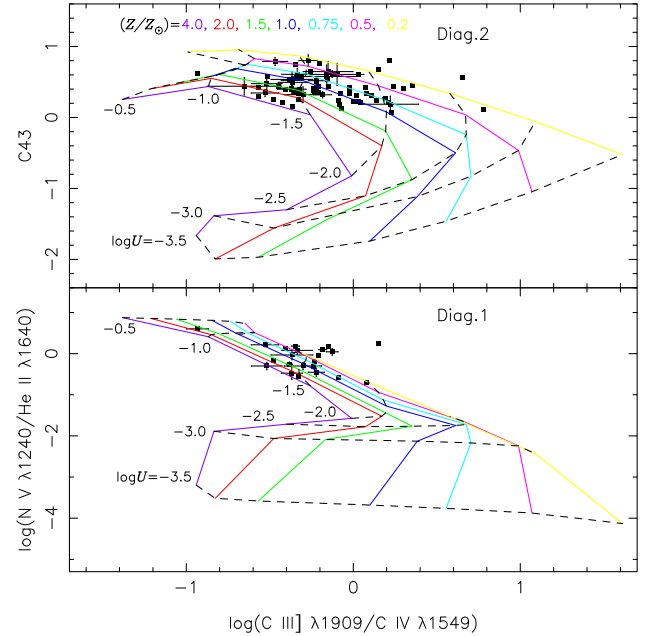 (Z/Z⊙)=4.0, 2.0, 1.5, 1.0, 0.75, 0.5, 0.2
Diag.2
1
0
−1
−2
C43
−0.5
−1.0
−1.5
−2.0
−2.5
−3.0
logU=−3.5
Diag.1
0
−2
−4
log(N V λ1240/He II λ1640)
−0.5
−1.0
−1.5
−2.0
−2.5
−3.0
logU=−3.5
−1
0
1
log(C III] λ1909/C IV λ1549)